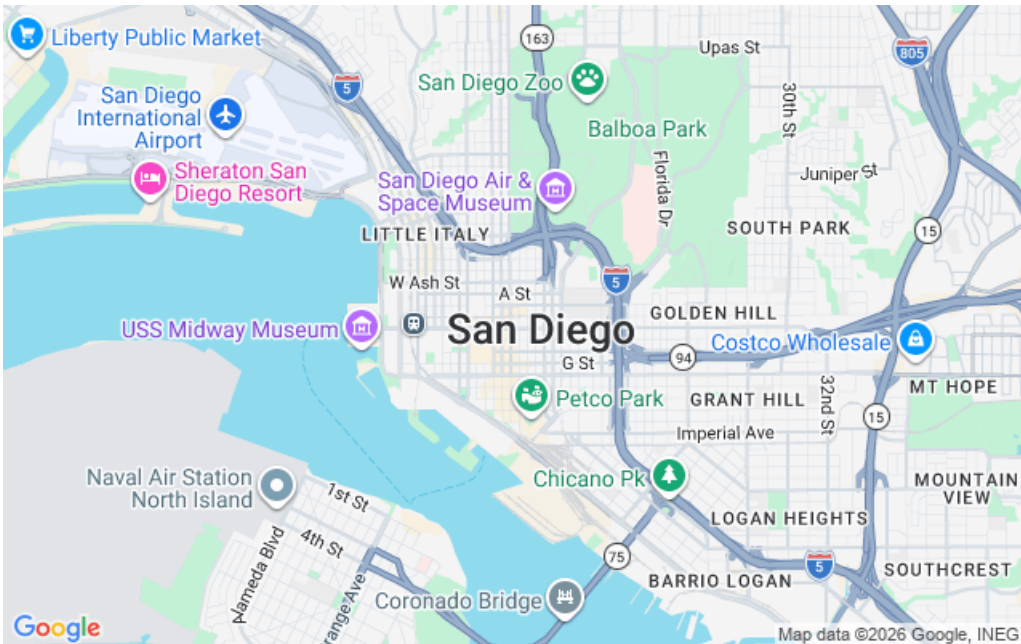 Liberty Public Market
163
Upas St
805
5
San Diego Zoo
San Diego
International
Airport
Balboa Park
30th St
Florida Dr
Juniper St
Sheraton San
Diego Resort
San Diego Air &
Space Museum
LITTLE ITALY
SOUTH PARK
15
W Ash St
A St
5
GOLDEN HILL
USS Midway Museum
San Diego
Costco Wholesale
G St
94
MT HOPE
Petco Park
GRANT HILL
32nd St
15
Imperial Ave
Naval Air Station
North Island
Chicano Pk
MOUNTAIN
VIEW
1st St
LOGAN HEIGHTS
4th St
75
5
SOUTHCREST
Alameda Blvd
range Ave
BARRIO LOGAN
Coronado Bridge
Google
Map data ©2026 Google, INEG